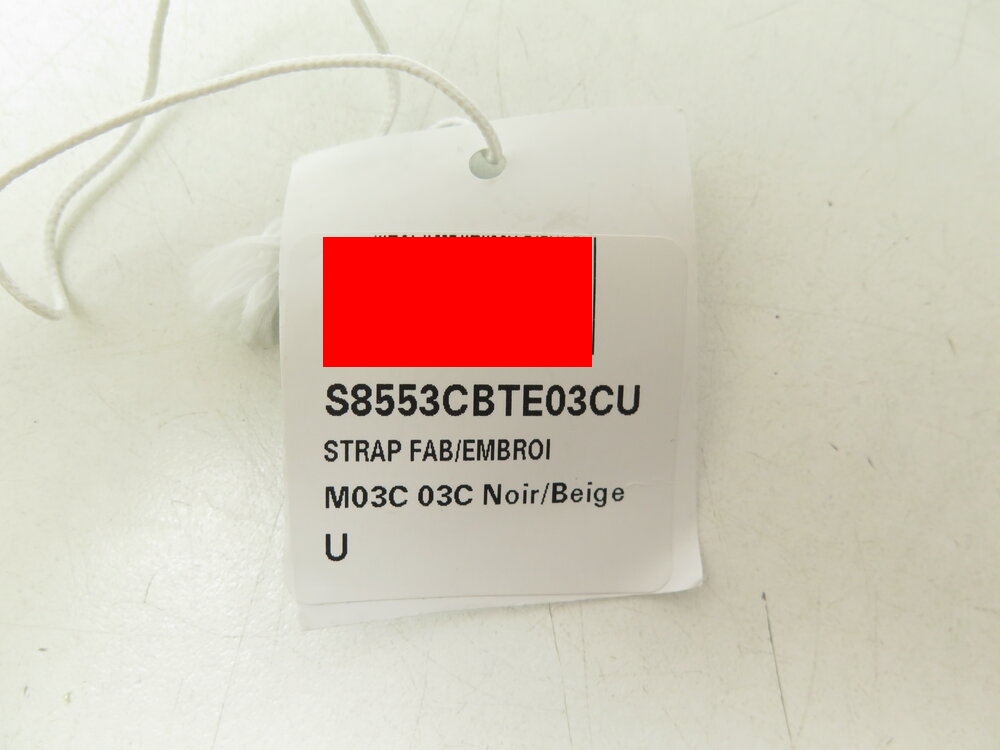 S8553CBTE03CU
STRAP FAB/EMBROI
M03C 03C Noir/Beige
U